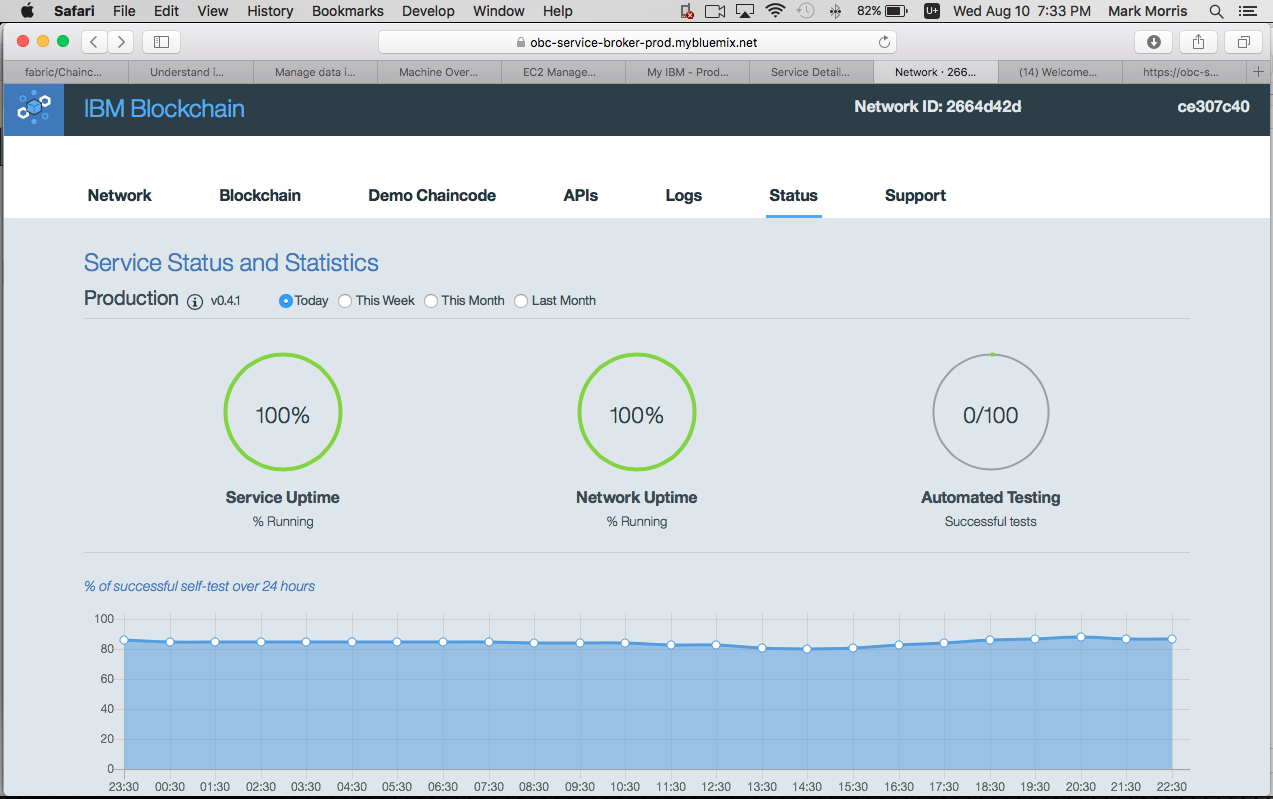 Safari File Edit View History Bookmarks Develop Window Help 82% U+ Wed Aug 10 7:33 PM Mark Morris
obc-service-broker-prod.mybluemix.net
fabric/Chainc... Understand i... Manage data i... Machine Over... EC2 Manage... My IBM - Prod... Service Detail... Network · 266... (14) Welcome... https://obc-s...
IBM Blockchain Network ID: 2664d42d ce307c40
Network Blockchain Demo Chaincode APIs Logs Status Support
Service Status and Statistics
Production i v0.4.1 Today This Week This Month Last Month
100% 100% 0/100
Service Uptime Network Uptime Automated Testing
% Running % Running Successful tests
% of successful self-test over 24 hours
100
80
60
40
20
0
23:30 00:30 01:30 02:30 03:30 04:30 05:30 06:30 07:30 08:30 09:30 10:30 11:30 12:30 13:30 14:30 15:30 16:30 17:30 18:30 19:30 20:30 21:30 22:30